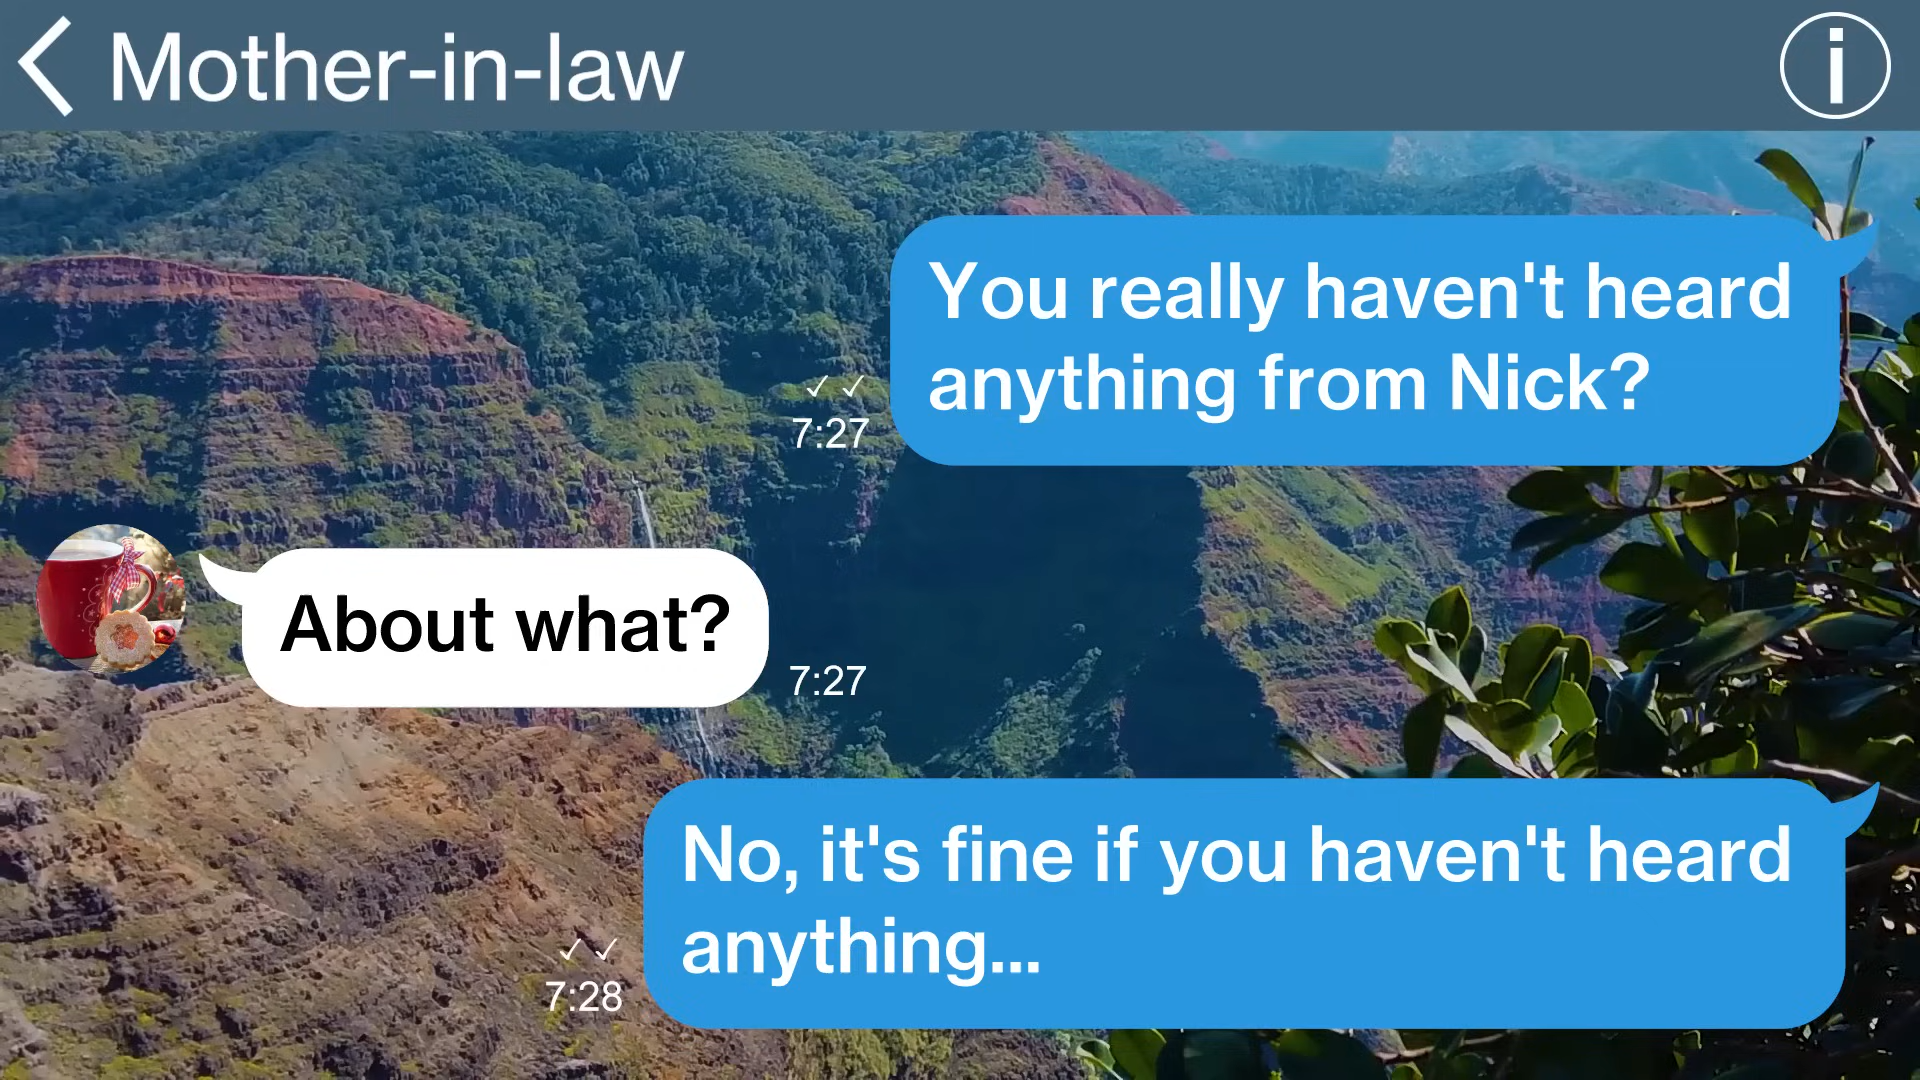 Mother-in-law
You really haven't heard
anything from Nick?
7:27
About what?
7:27
No, it's fine if you haven't heard
anything...
7:28